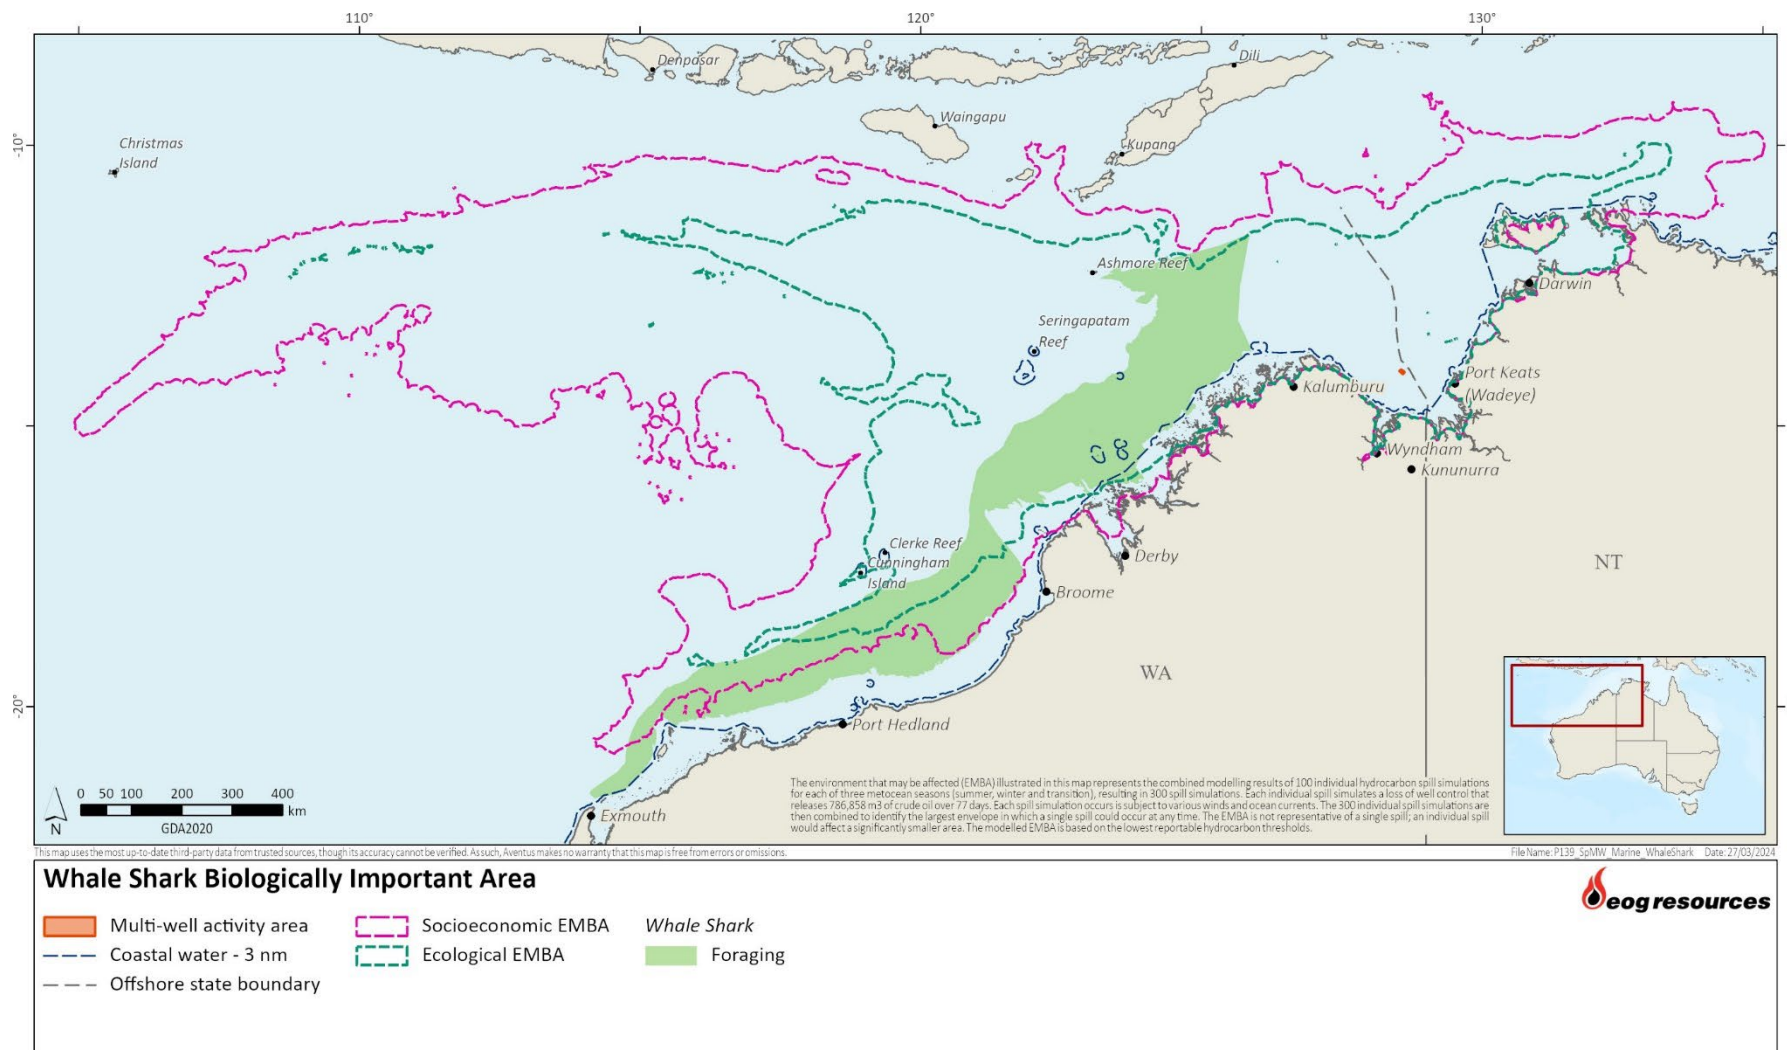 110°
120°
130°
-10°
-20°
Denpasar
Dili
Waingapu
Christmas
Island
Kupang
Ashmore Reef
Darwin
Seringapatam
Reef
Port Keats
(Wadeye)
Kalumburu
Wyndham
Kununurra
Clerke Reef
Cunningham
Island
Derby
NT
Broome
WA
Port Hedland
Exmouth
0 50 100 200 300 400
km
GDA2020
N
The environment that may be affected (EMBA) illustrated in this map represents the combined modelling results of 100 individual hydrocarbon spill simulations
for each of three metocean seasons (summer, winter and transition), resulting in 300 spill simulations. Each individual spill simulates a loss of well control that
releases 786,858 m3 of crude oil over 77 days. Each spill simulation occurs is subject to various winds and ocean currents. The 300 individual spill simulations are
then combined to identify the largest envelope in which a single spill could occur at any time. The EMBA is not representative of a single spill; an individual spill
would affect a significantly smaller area. The modelled EMBA is based on the lowest reportable hydrocarbon thresholds.
This map uses the most up-to-date third-party data from trusted sources, though its accuracy cannot be verified. As such, Aventus makes no warranty that this map is free from errors or omissions.
File Name: P139_SpMW_Marine_WhaleShark Date: 27/03/2024
Whale Shark Biologically Important Area
eog resources
Multi-well activity area
Coastal water - 3 nm
Offshore state boundary
Socioeconomic EMBA
Ecological EMBA
Whale Shark
Foraging